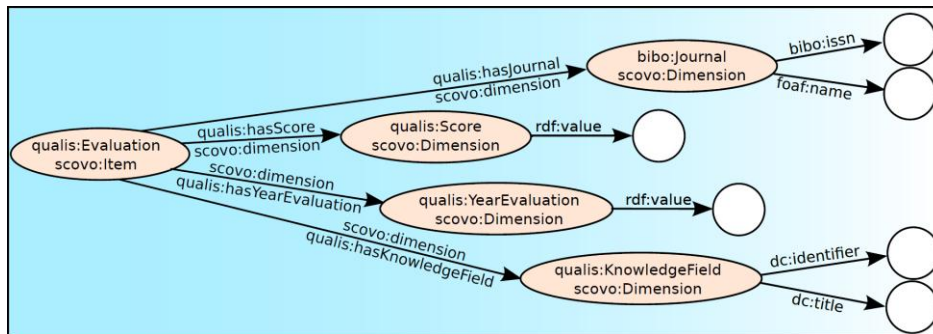 bibo:issn
bibo:Journal
scovo:Dimension
foaf:name
qualis:hasJournal
scovo:dimension
qualis:hasScore
scovo:dimension
qualis:Score
scovo:Dimension
rdf:value
qualis:Evaluation
scovo:Item
scovo:dimension
qualis:hasYearEvaluation
qualis:YearEvaluation
scovo:Dimension
rdf:value
scovo:dimension
qualis:hasKnowledgeField
qualis:KnowledgeField
scovo:Dimension
dc:identifier
dc:title